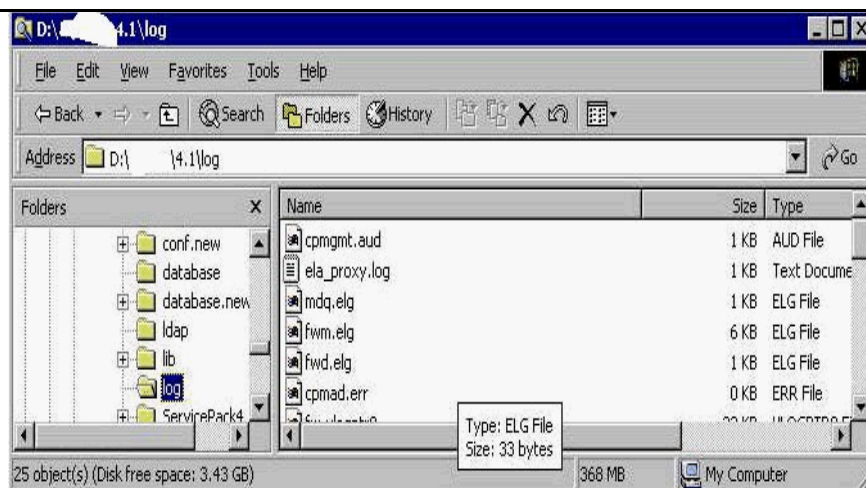 D:\ 4.1\log
File Edit View Favorites Tools Help
Back Search Folders History
Address D:\ \4.1\log Go
Folders x Name Size Type
conf.new
database
database.new
ldap
lib
log
ServicePack4
cpmgmt.aud 1 KB AUD File
ela_proxy.log 1 KB Text Docume
mdq.elg 1 KB ELG File
fwm.elg 6 KB ELG File
fwd.elg 1 KB ELG File
cpmad.err 0 KB ERR File
Type: ELG File
Size: 33 bytes
25 object(s) (Disk free space: 3.43 GB) 368 MB My Computer